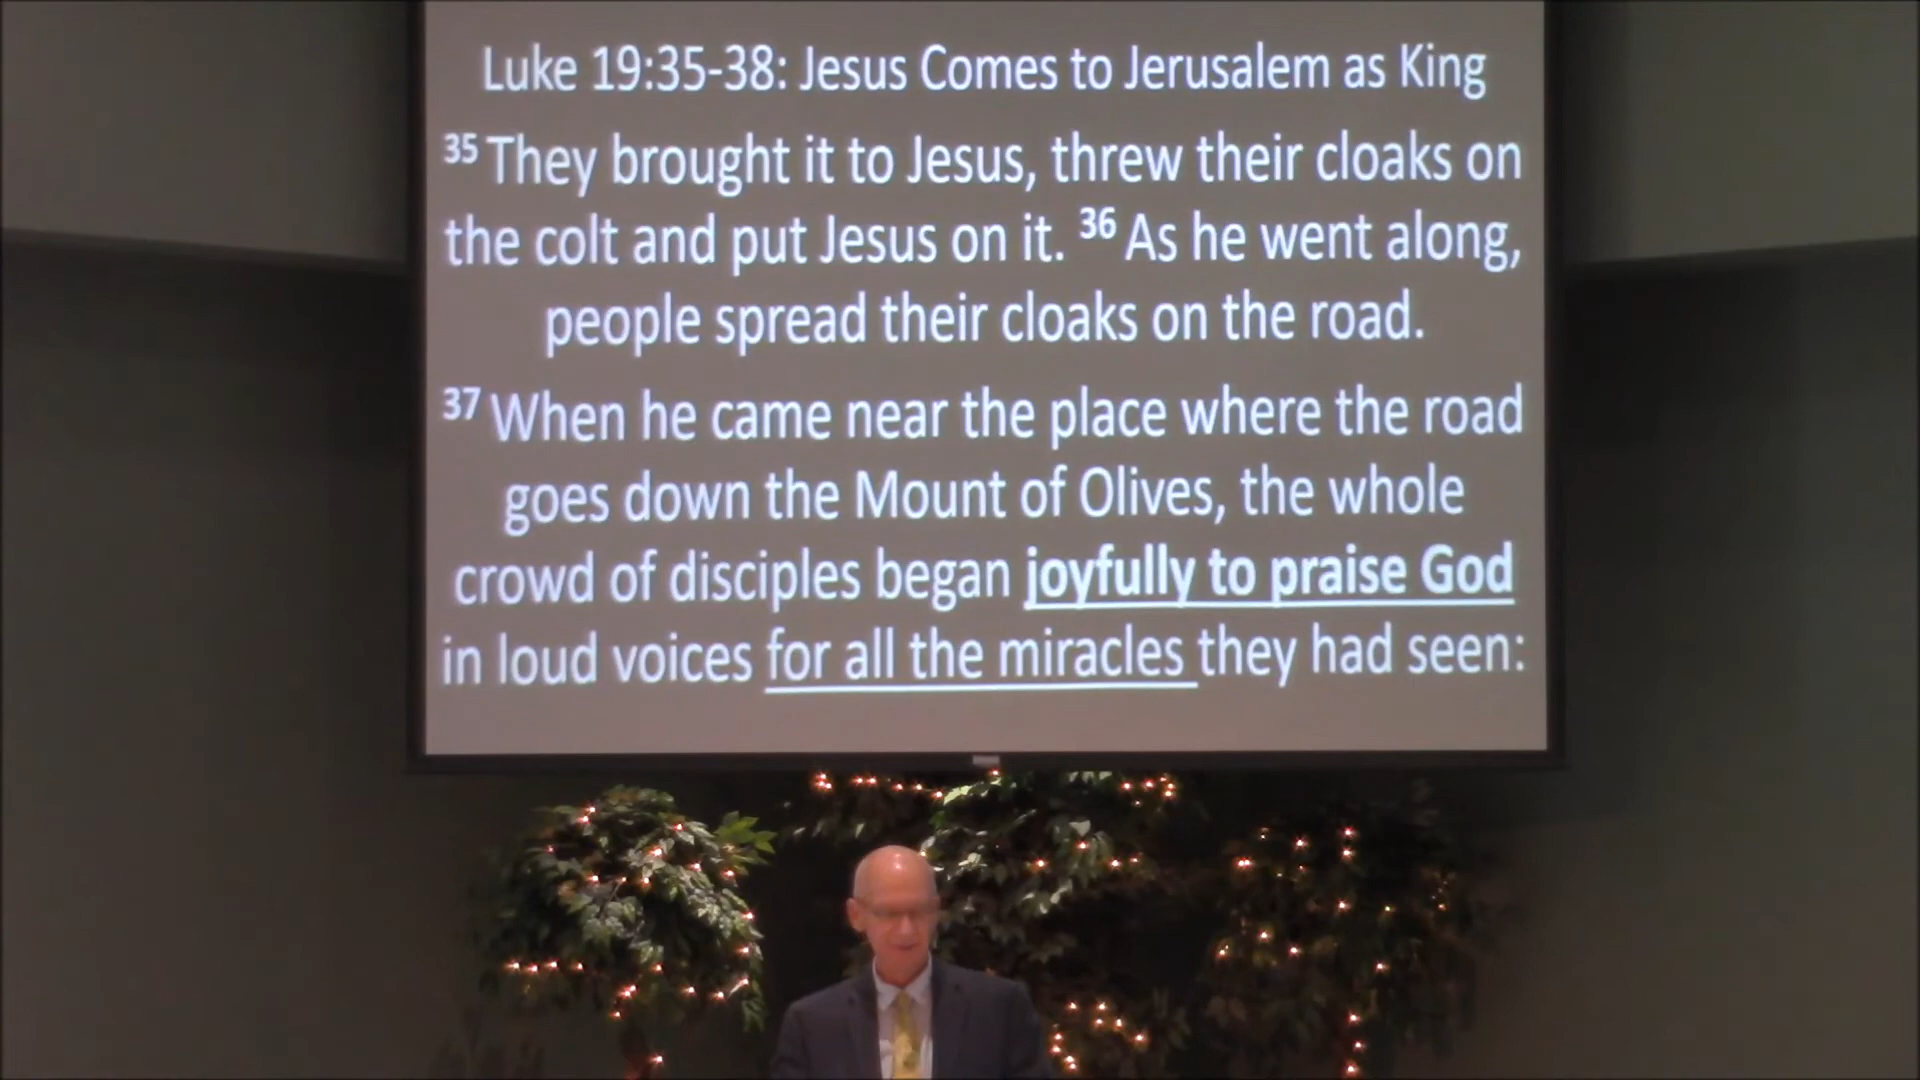 Luke 19:35-38: Jesus Comes to Jerusalem as King
35 They brought it to Jesus, threw their cloaks on
the colt and put Jesus on it. 36 As he went along,
people spread their cloaks on the road.
37 When he came near the place where the road
goes down the Mount of Olives, the whole
crowd of disciples began joyfully to praise God
in loud voices for all the miracles they had seen: